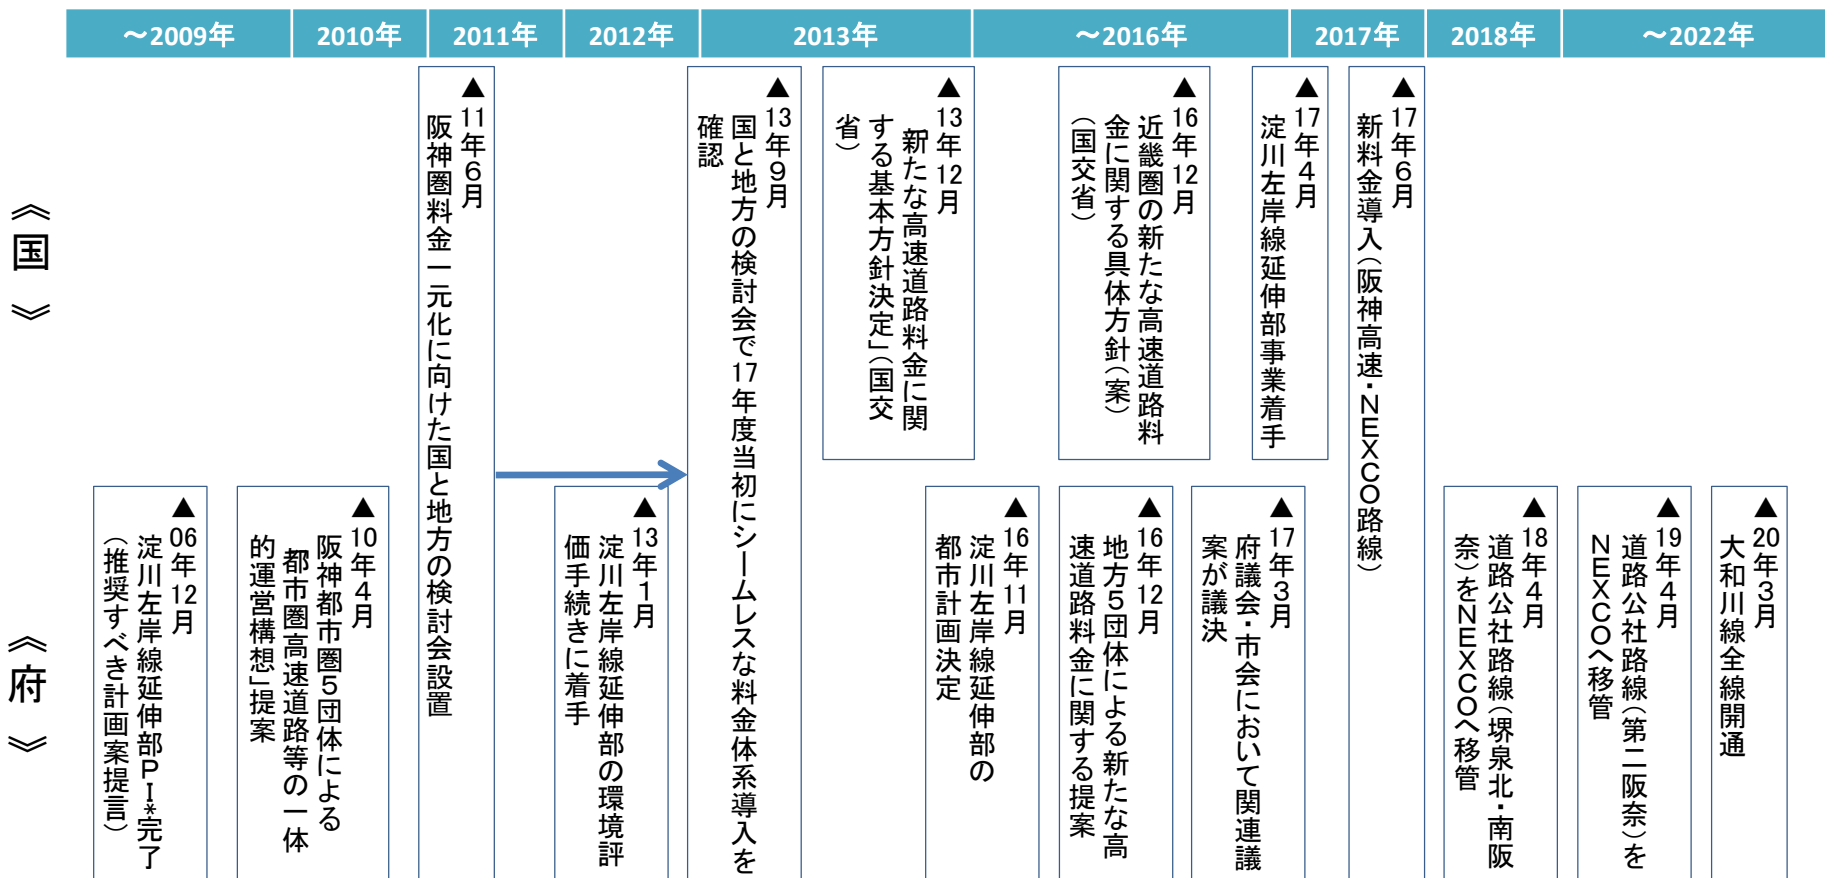 ～2009年
2010年
2011年
2012年
2013年
～2016年
2017年
2018年
～2022年
《国》
▲11年6月
阪神圏料金一元化に向けた国と地方の検討会設置
▲13年9月
国と地方の検討会で17年度当初にシームレスな料金体系導入を
確認
▲13年12月
「新たな高速道路料金に関
する基本方針決定」（国交
省）
▲16年12月
近畿圏の新たな高速道路料
金に関する具体方針（案）
（国交省）
▲17年4月
淀川左岸線延伸部事業着手
▲17年6月
新料金導入（阪神高速・NEXCO路線）
《府》
▲06年12月
淀川左岸線延伸部PI※完了
（推奨すべき計画案提言）
▲10年4月
阪神都市圏5団体による
「都市圏高速道路等の一体
的運営構想」提案
▲13年1月
淀川左岸線延伸部の環境評
価手続きに着手
▲16年11月
淀川左岸線延伸部の
都市計画決定
▲16年12月
地方5団体による新たな高
速道路料金に関する提案
▲17年3月
府議会・市会において関連議
案が議決
▲18年4月
道路公社路線（堺泉北・南阪
奈）をNEXCOへ移管
▲19年4月
道路公社路線（第二阪奈）を
NEXCOへ移管
▲20年3月
大和川線全線開通